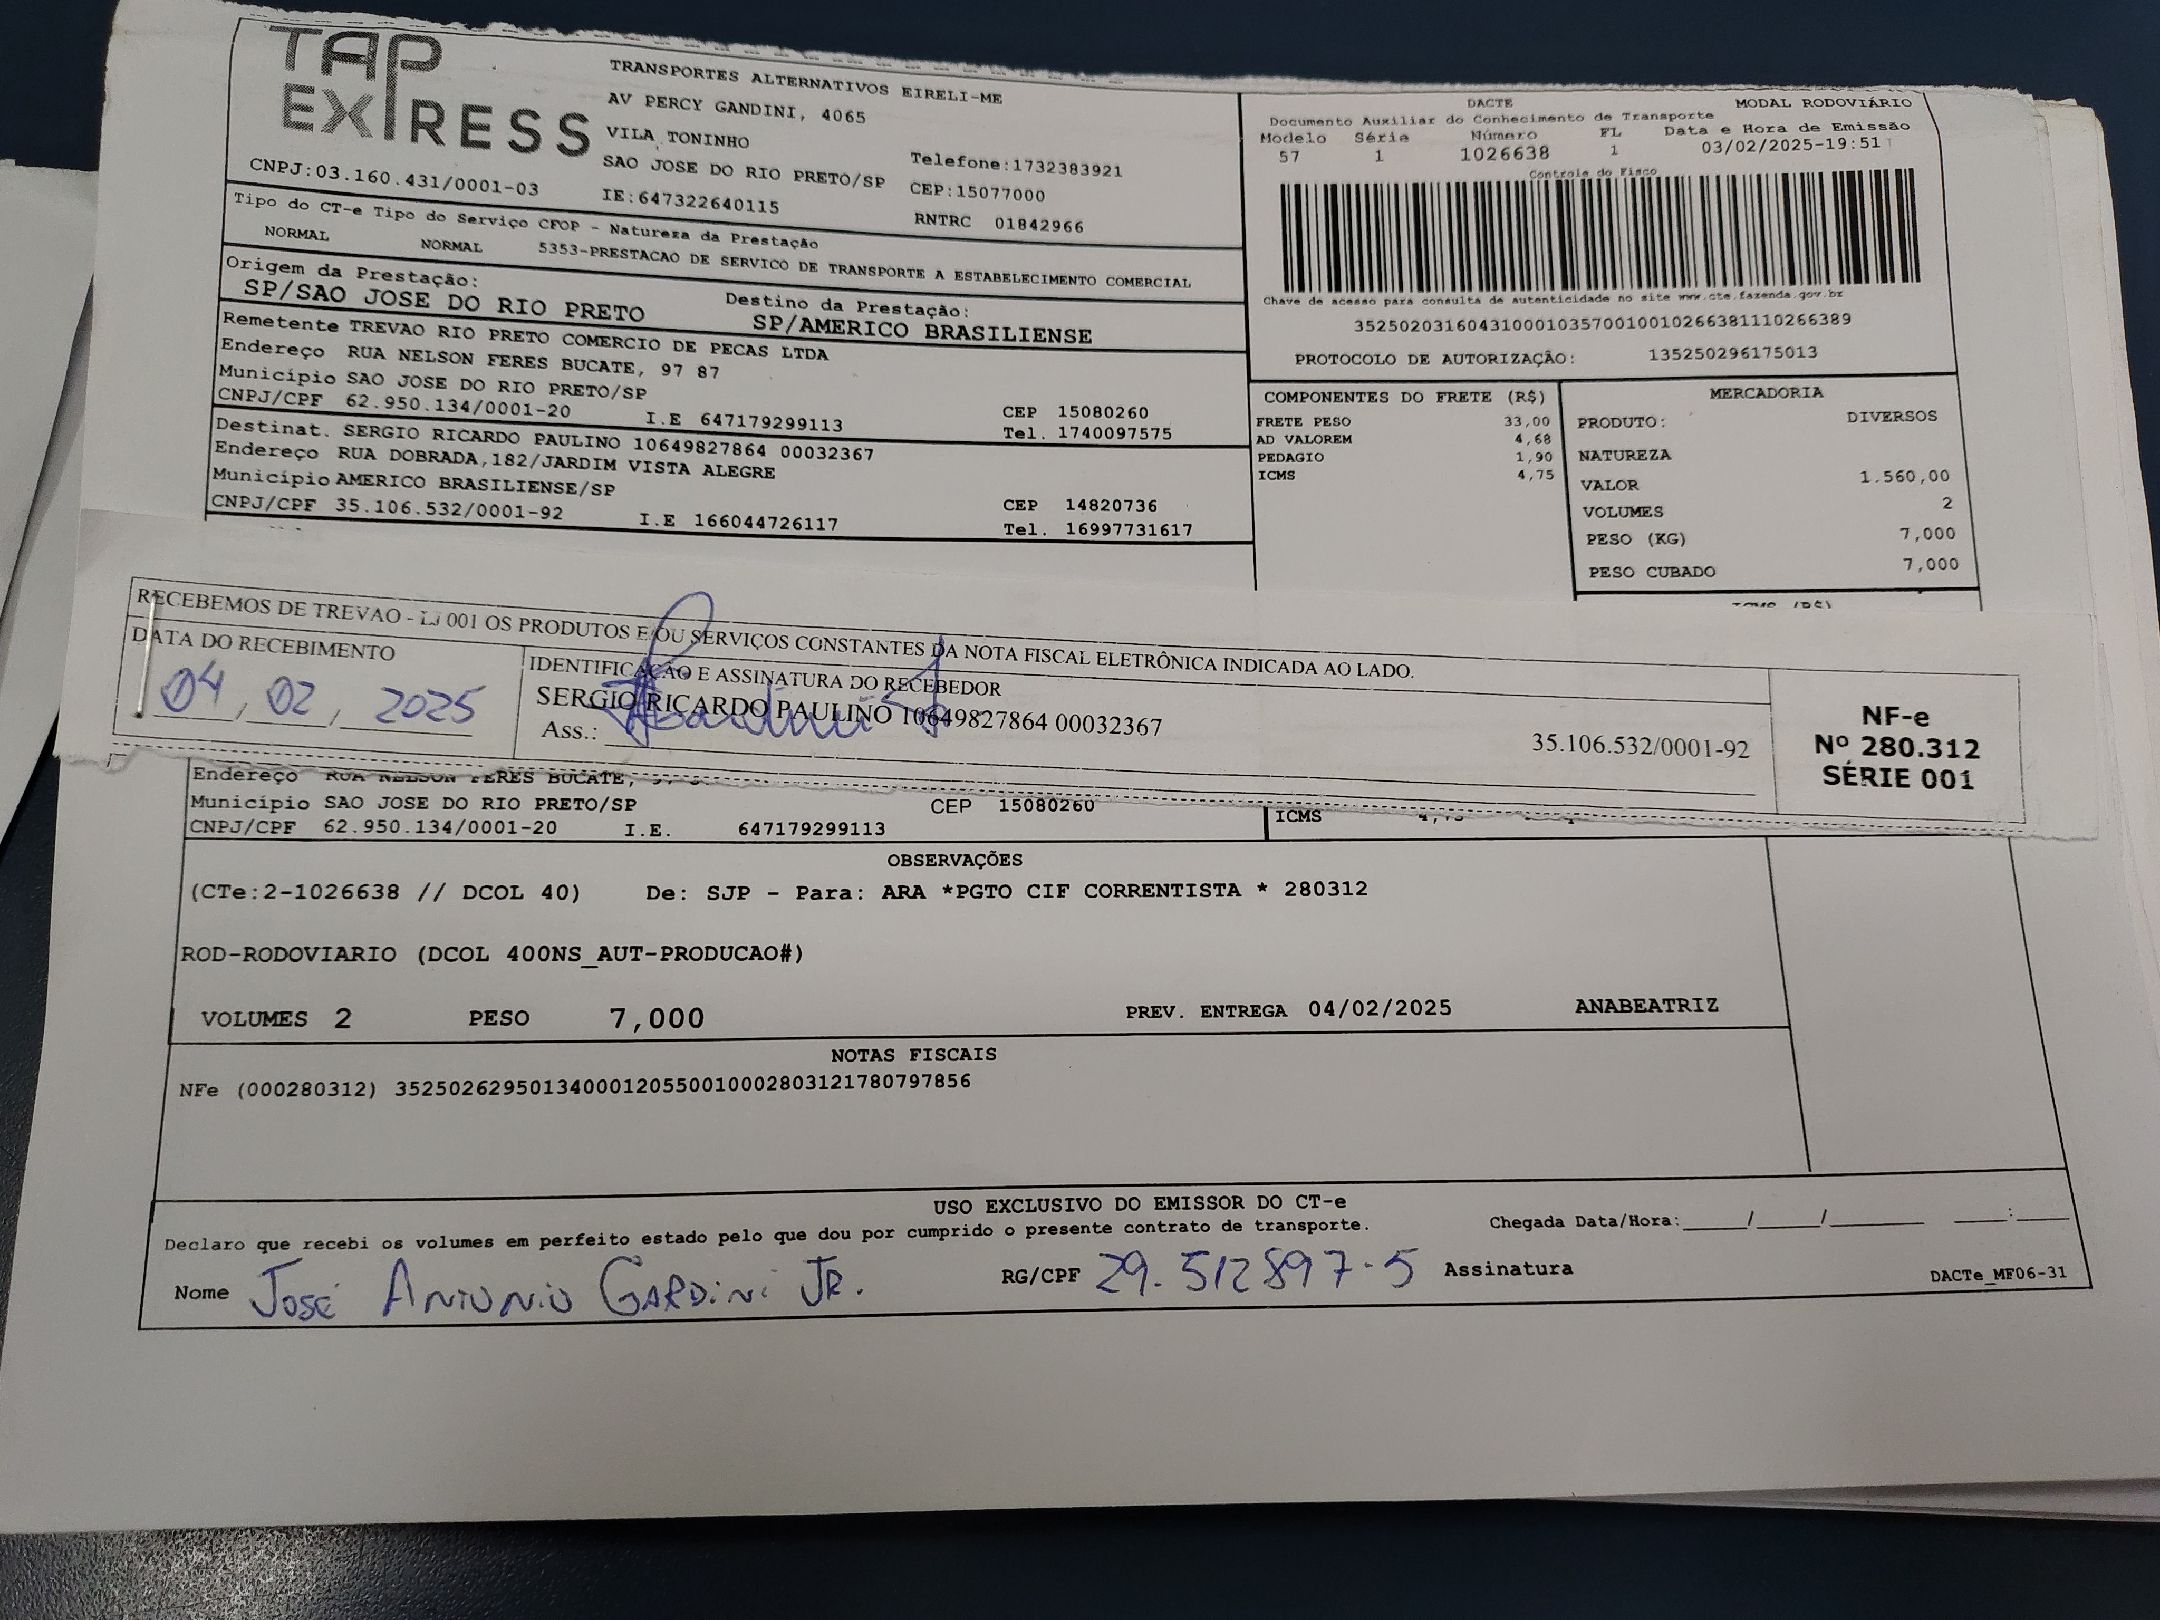 TAP EXPRESS
TRANSPORTES ALTERNATIVOS EIRELI-ME
AV PERCY GANDINI, 4065
VILA TONINHO
SAO JOSE DO RIO PRETO/SP
Telefone:1732383921
CEP:15077000
CNPJ:03.160.431/0001-03
IE:647322640115
RNTRC 01842966
DACTE
MODAL RODOVIÁRIO
Documento Auxiliar do Conhecimento de Transporte
Modelo Série Número FL Data e Hora de Emissão
57 1 1026638 1 03/02/2025-19:51
Controle do Fisco
Chave de acesso para consulta de autenticidade no site www.cte.fazenda.gov.br
35250203160431000103570010010266381110266389
PROTOCOLO DE AUTORIZAÇÃO: 135250296175013
Tipo do CT-e Tipo do Serviço CFOP - Natureza da Prestação
NORMAL NORMAL 5353-PRESTACAO DE SERVICO DE TRANSPORTE A ESTABELECIMENTO COMERCIAL
Origem da Prestação:
SP/SAO JOSE DO RIO PRETO
Destino da Prestação:
SP/AMERICO BRASILIENSE
Remetente TREVAO RIO PRETO COMERCIO DE PECAS LTDA
Endereço RUA NELSON FERES BUCATE, 97 87
Município SAO JOSE DO RIO PRETO/SP
CEP 15080260
CNPJ/CPF 62.950.134/0001-20 I.E 647179299113
Tel. 1740097575
Destinat. SERGIO RICARDO PAULINO 10649827864 00032367
Endereço RUA DOBRADA,182/JARDIM VISTA ALEGRE
Município AMERICO BRASILIENSE/SP
CEP 14820736
CNPJ/CPF 35.106.532/0001-92 I.E 166044726117
Tel. 16997731617
COMPONENTES DO FRETE (R$)
FRETE PESO 33,00
AD VALOREM 4,68
PEDAGIO 1,90
ICMS 4,75
MERCADORIA
PRODUTO: DIVERSOS
NATUREZA
VALOR 1.560,00
VOLUMES 2
PESO (KG) 7,000
PESO CUBADO 7,000
RECEBEMOS DE TREVAO - LJ 001 OS PRODUTOS E/OU SERVIÇOS CONSTANTES DA NOTA FISCAL ELETRÔNICA INDICADA AO LADO.
DATA DO RECEBIMENTO
04, 02, 2025
IDENTIFICAÇÃO E ASSINATURA DO RECEBEDOR
SERGIO RICARDO PAULINO 10649827864 00032367
Ass.:
35.106.532/0001-92
NF-e
Nº 280.312
SÉRIE 001
Endereço RUA NELSON FERES BUCATE,
Município SAO JOSE DO RIO PRETO/SP CEP 15080260
CNPJ/CPF 62.950.134/0001-20 I.E. 647179299113
ICMS
OBSERVAÇÕES
(CTe:2-1026638 // DCOL 40) De: SJP - Para: ARA *PGTO CIF CORRENTISTA * 280312
ROD-RODOVIARIO (DCOL 400NS_AUT-PRODUCAO#)
VOLUMES 2 PESO 7,000 PREV. ENTREGA 04/02/2025 ANABEATRIZ
NOTAS FISCAIS
NFe (000280312) 35250262950134000120550010002803121780797856
USO EXCLUSIVO DO EMISSOR DO CT-e
Declaro que recebi os volumes em perfeito estado pelo que dou por cumprido o presente contrato de transporte.
Chegada Data/Hora:_____/_____/_______ ____:____
Nome José Antonio Gardini Jr. RG/CPF 29.512897-5 Assinatura
DACTe_MF06-31